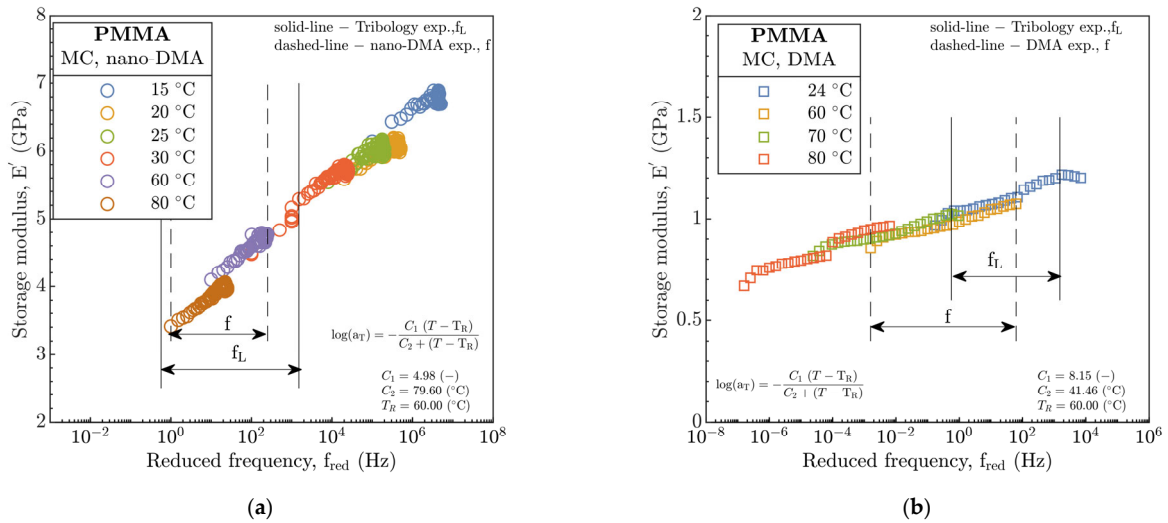 8
7
6
5
4
3
2
Storage modulus, E′ (GPa)
PMMA
MC, nano-DMA
15 °C
20 °C
25 °C
30 °C
60 °C
80 °C
solid-line − Tribology exp.,f_L
dashed-line − nano-DMA exp., f
f
f_L
log(a_T) = − C_1 (T − T_R) / C_2 + (T − T_R)
C_1 = 4.98 (−)
C_2 = 79.60 (°C)
T_R = 60.00 (°C)
10^−2 10^0 10^2 10^4 10^6 10^8
Reduced frequency, f_red (Hz)
(a)
2
1.5
1
0.5
0
Storage modulus, E′ (GPa)
PMMA
MC, DMA
24 °C
60 °C
70 °C
80 °C
solid-line − Tribology exp.,f_L
dashed-line − DMA exp., f
f_L
f
log(a_T) = − C_1 (T − T_R) / C_2 + (T T_R)
C_1 = 8.15 (−)
C_2 = 41.46 (°C)
T_R = 60.00 (°C)
10^−8 10^−6 10^−4 10^−2 10^0 10^2 10^4 10^6
Reduced frequency, f_red (Hz)
(b)